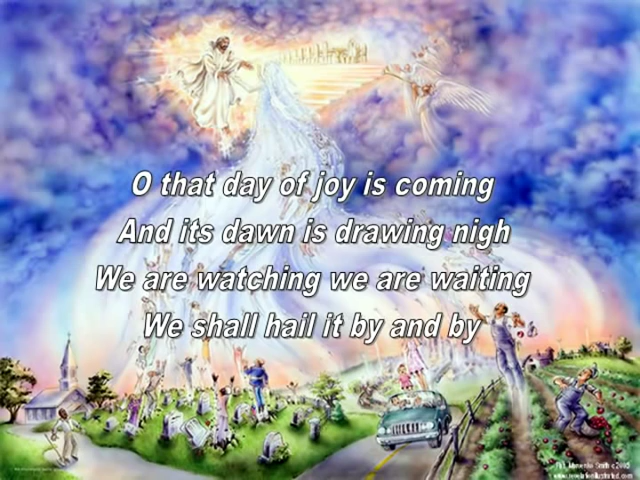 O that day of joy is coming
And its dawn is drawing nigh
We are watching we are waiting
We shall hail it by and by